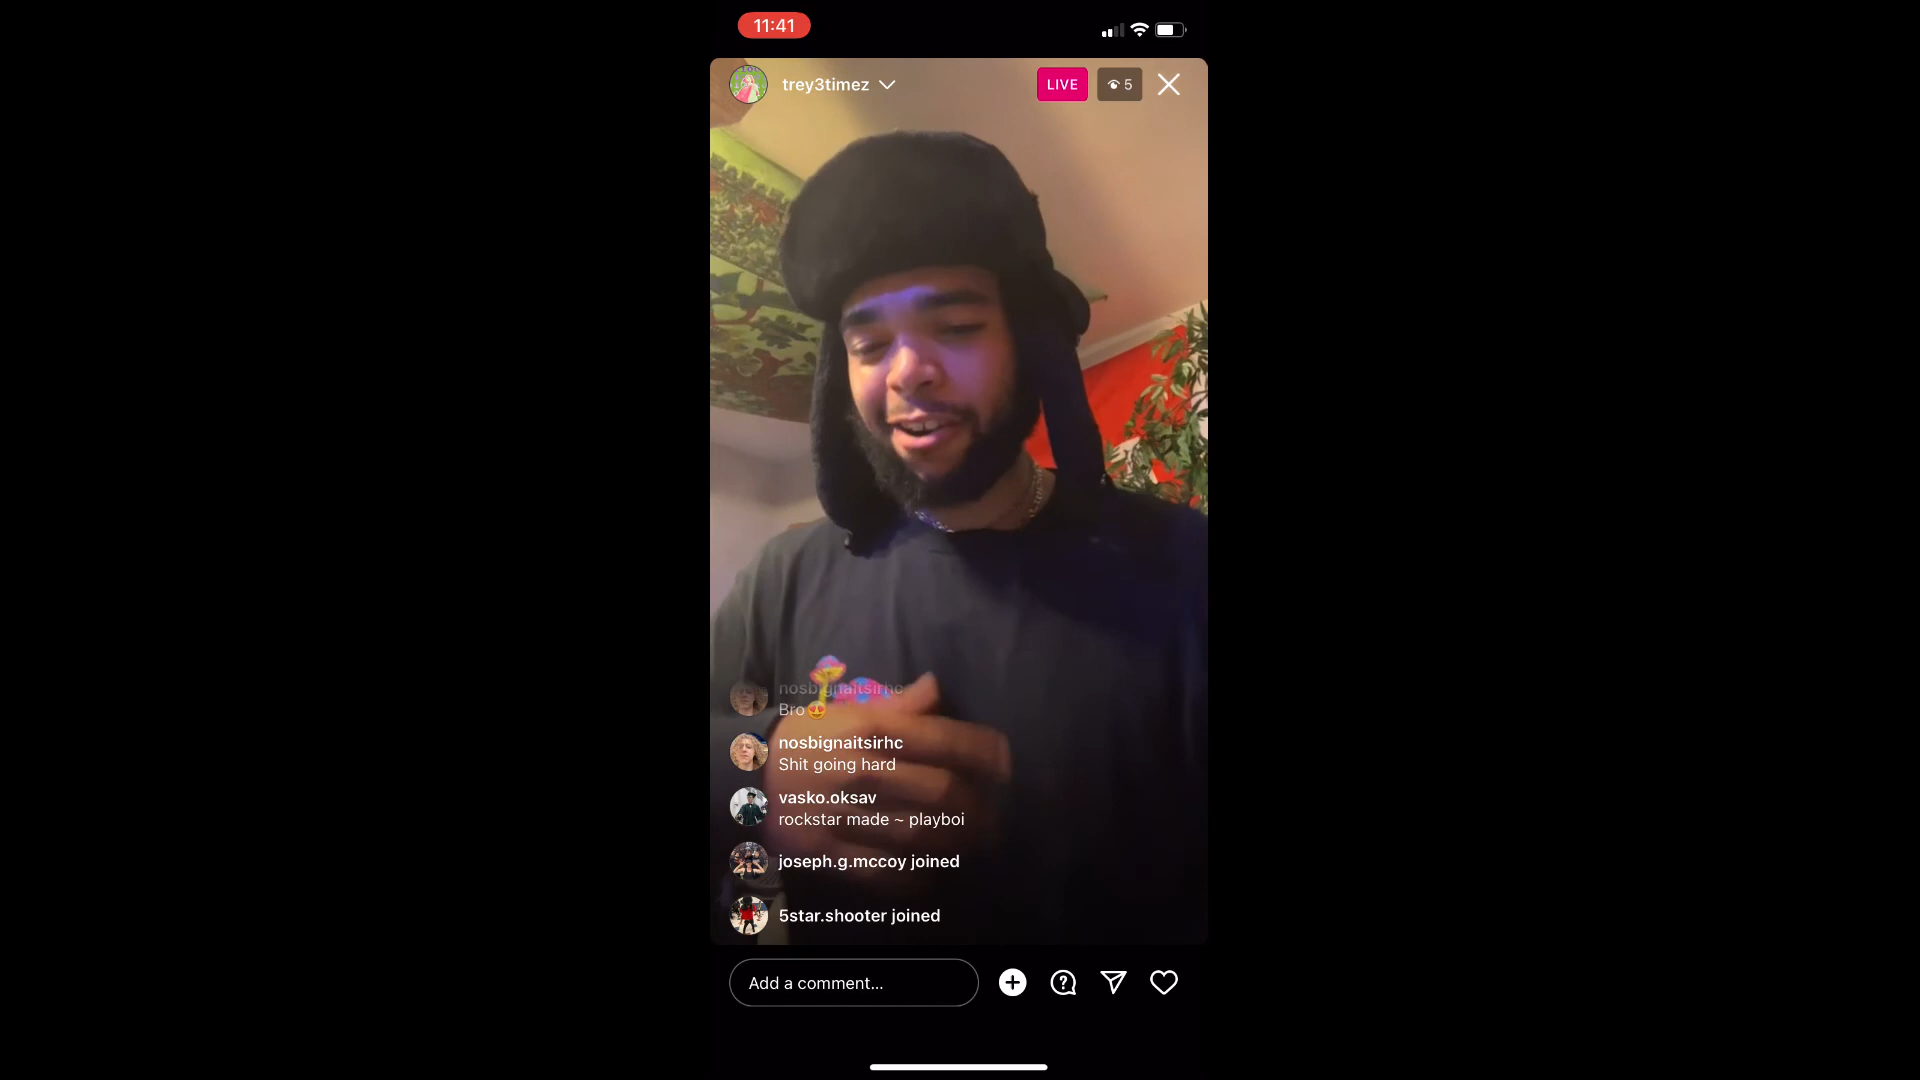 11:41
trey3timez
LIVE
5
nosbignaitsirhc
Bro😍
nosbignaitsirhc
Shit going hard
vasko.oksav
rockstar made ~ playboi
joseph.g.mccoy joined
5star.shooter joined
Add a comment...